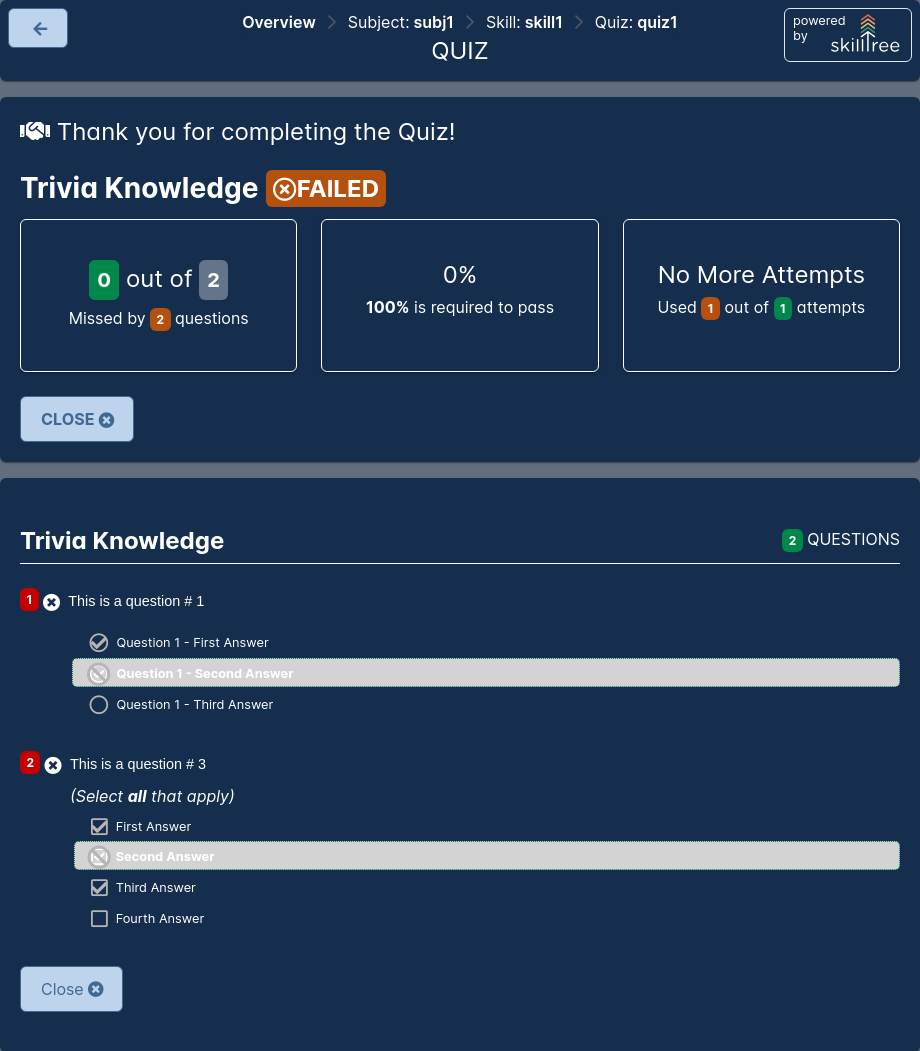 Overview Subject: subj1 Skill: skill1 Quiz: quiz1
QUIZ
powered by skilltree
Thank you for completing the Quiz!
Trivia Knowledge FAILED
0 out of 2
Missed by 2 questions
0%
100% is required to pass
No More Attempts
Used 1 out of 1 attempts
CLOSE
Trivia Knowledge
2 QUESTIONS
1 This is a question # 1
Question 1 - First Answer
Question 1 - Second Answer
Question 1 - Third Answer
2 This is a question # 3
(Select all that apply)
First Answer
Second Answer
Third Answer
Fourth Answer
Close